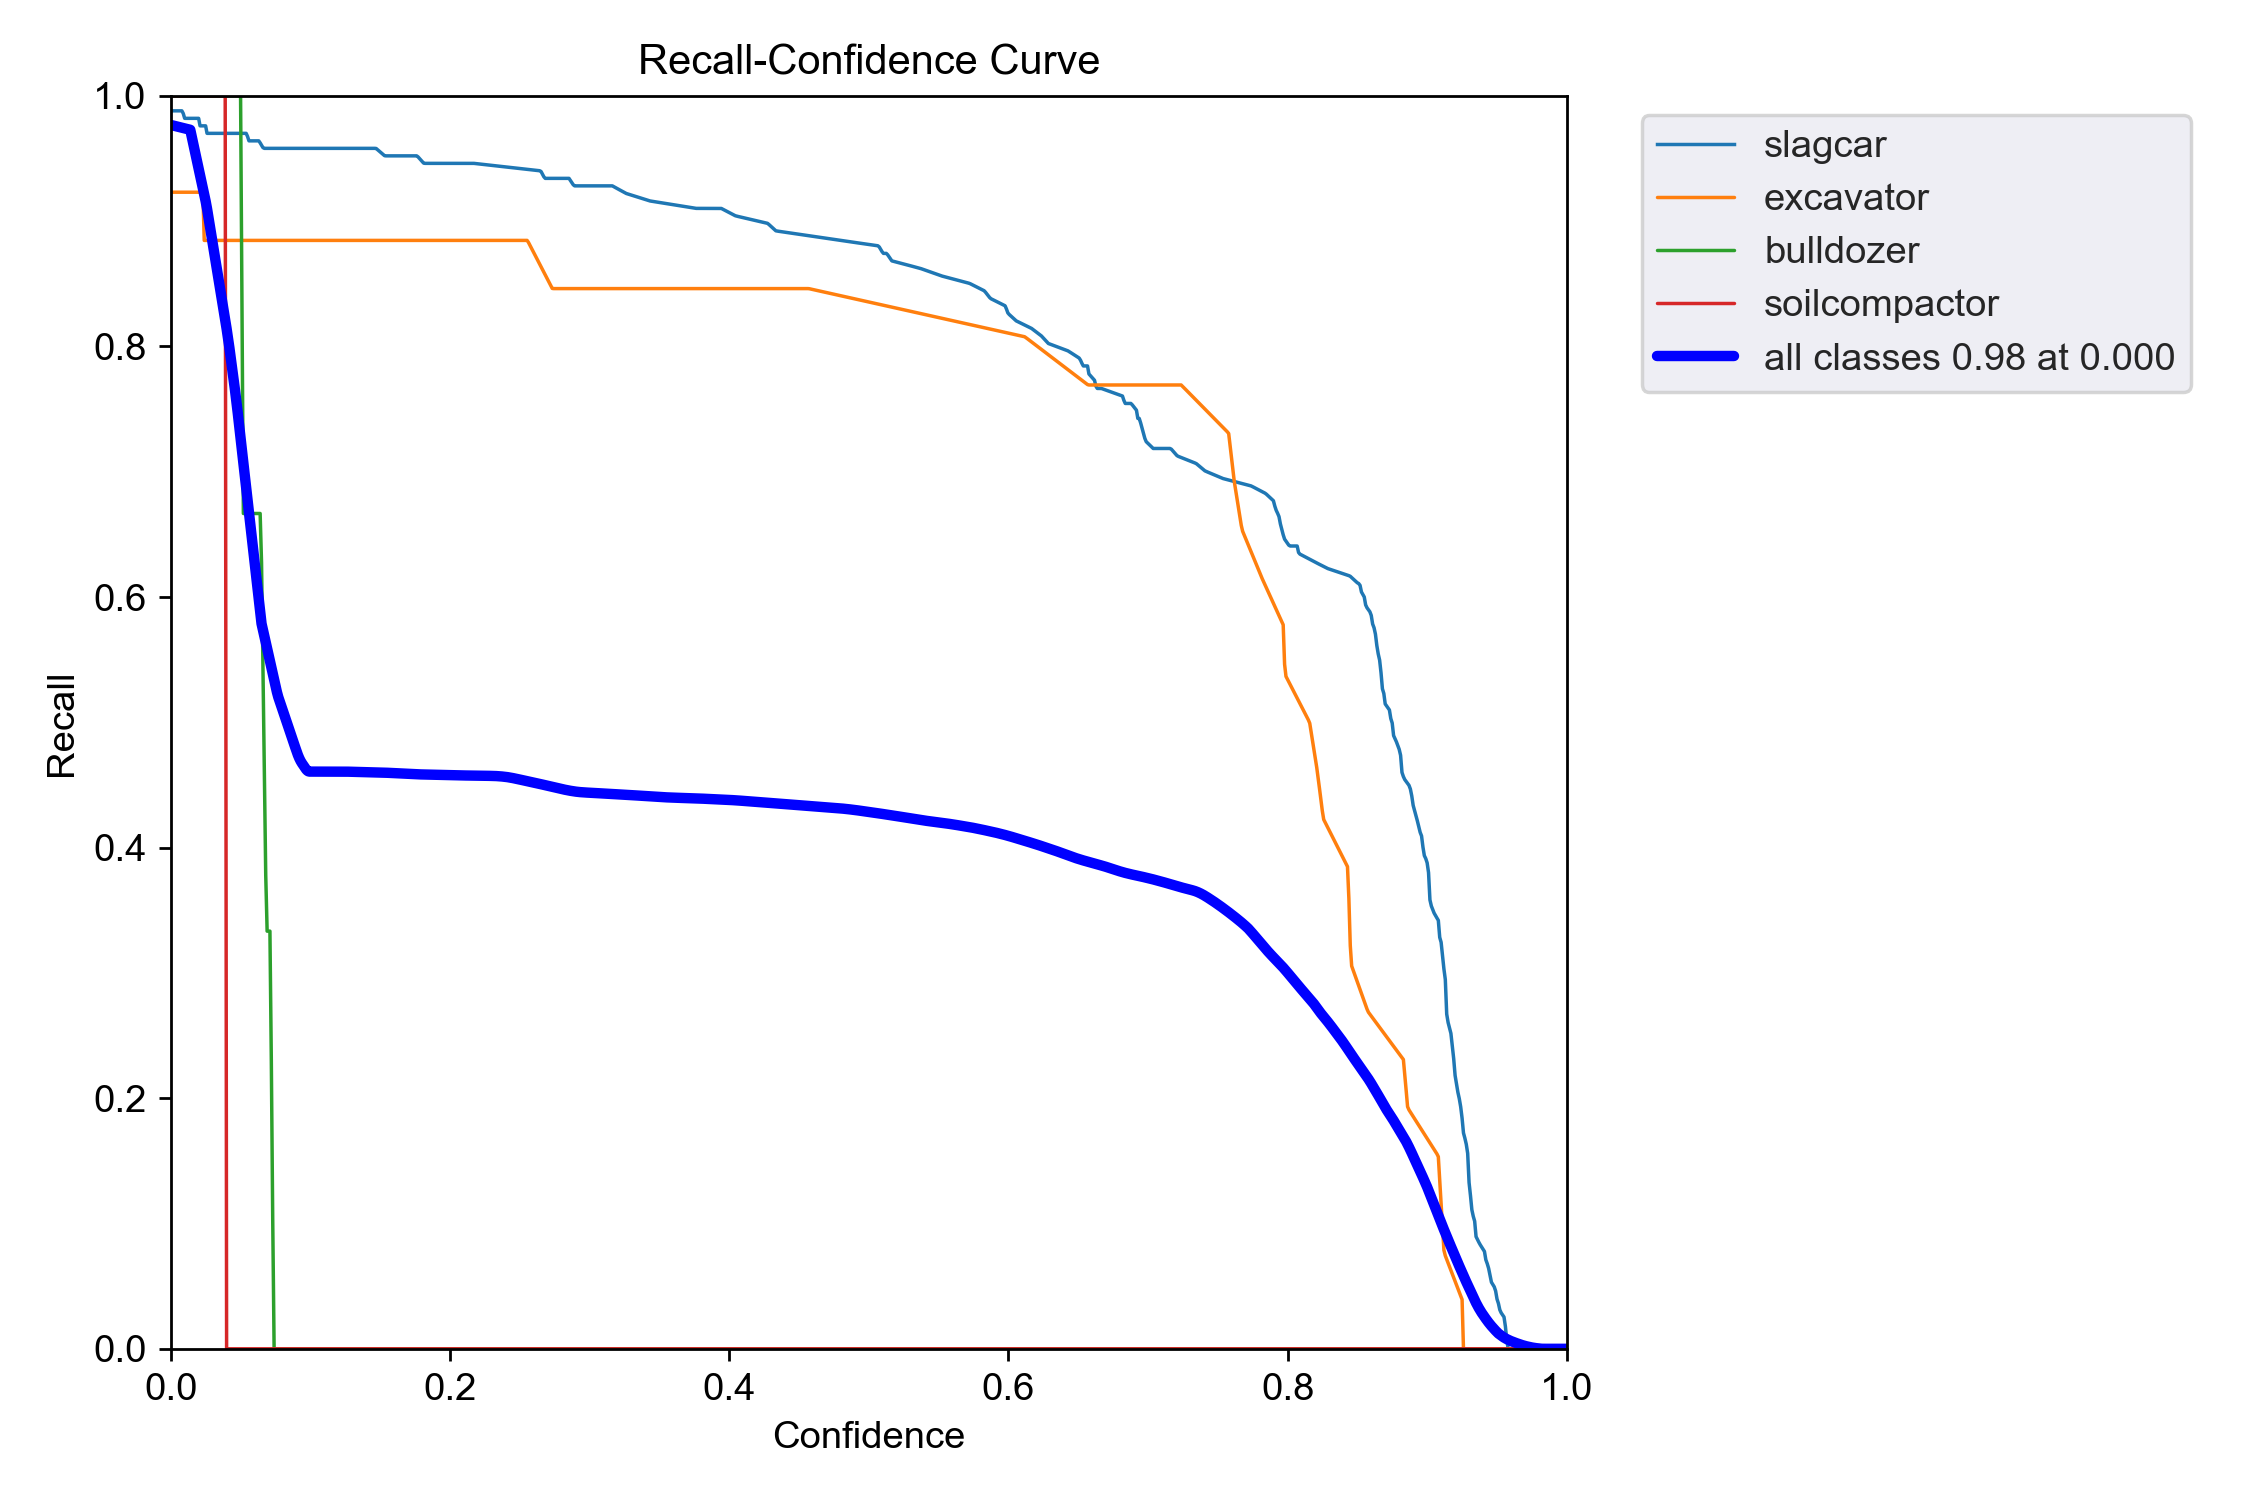 Recall-Confidence Curve
1.0
0.8
0.6
0.4
0.2
0.0
Recall
0.0 0.2 0.4 0.6 0.8 1.0
Confidence
slagcar
excavator
bulldozer
soilcompactor
all classes 0.98 at 0.000